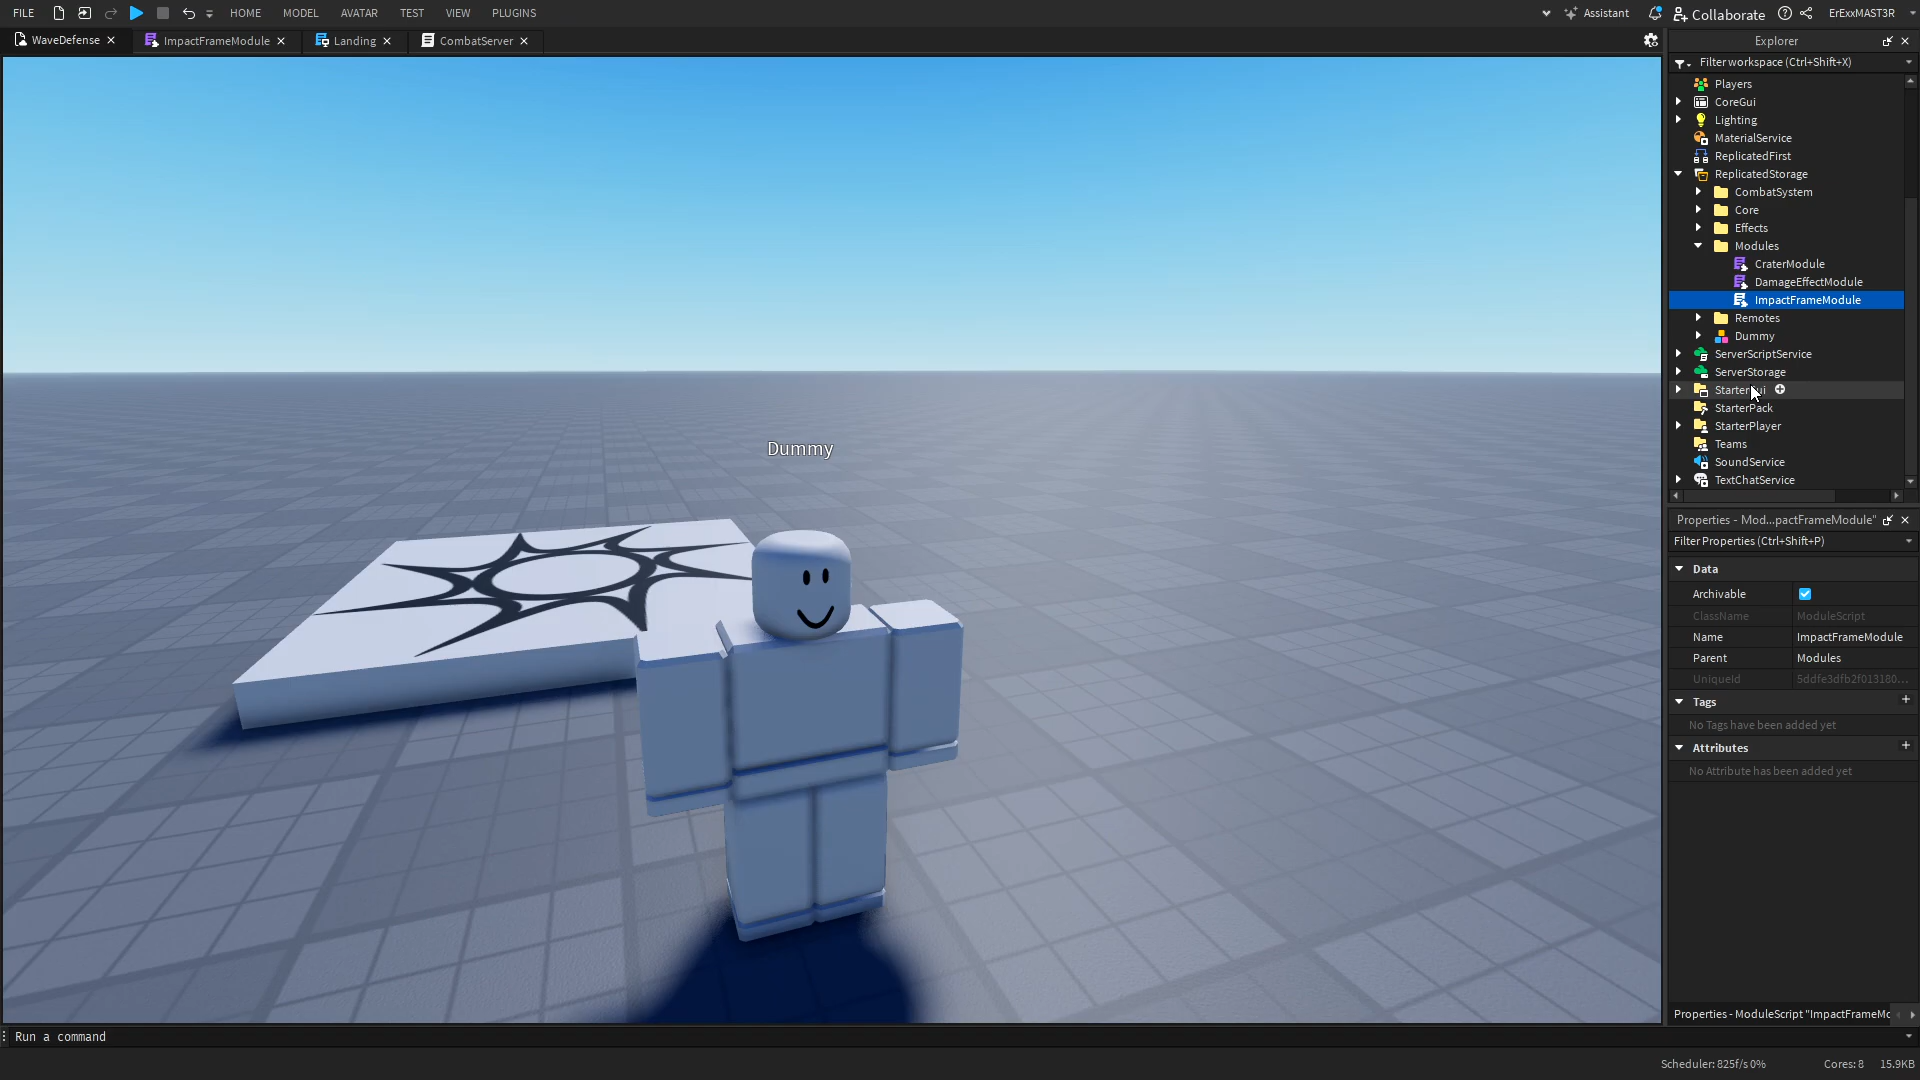 FILE HOME MODEL AVATAR TEST VIEW PLUGINS Assistant Collaborate ErExxMAST3R
WaveDefense ImpactFrameModule Landing CombatServer
Explorer
Filter workspace (Ctrl+Shift+X)
Players
CoreGui
Lighting
MaterialService
ReplicatedFirst
ReplicatedStorage
CombatSystem
Core
Effects
Modules
CraterModule
DamageEffectModule
ImpactFrameModule
Remotes
Dummy
ServerScriptService
ServerStorage
StarterGui
StarterPack
StarterPlayer
Teams
SoundService
TextChatService
Dummy
Properties - Mod...pactFrameModule"
Filter Properties (Ctrl+Shift+P)
Data
Archivable
ClassName ModuleScript
Name ImpactFrameModule
Parent Modules
UniqueId 5ddfe3dfb2f013180...
Tags
No Tags have been added yet
Attributes
No Attribute has been added yet
Properties - ModuleScript "ImpactFrameMo
Run a command
Scheduler: 825f/s 0% Cores: 8 15.9KB